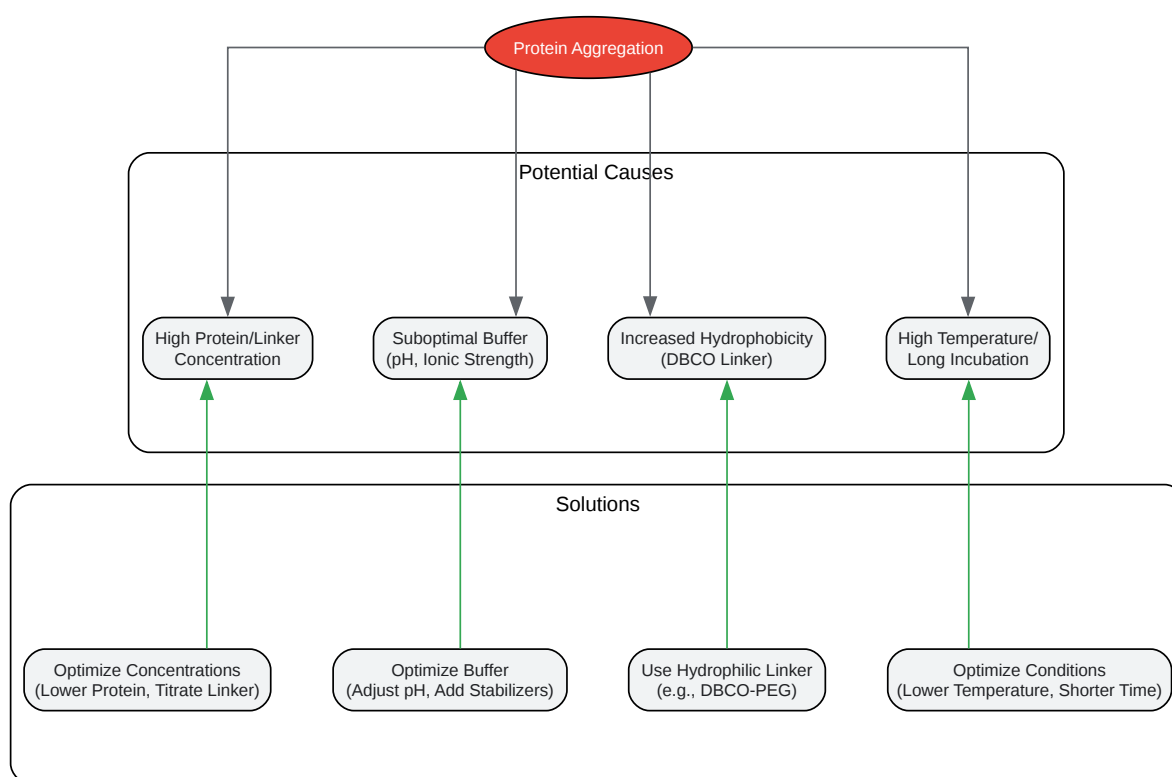 Protein Aggregation
Potential Causes
High Protein/Linker
Concentration
Suboptimal Buffer
(pH, Ionic Strength)
Increased Hydrophobicity
(DBCO Linker)
High Temperature/
Long Incubation
Solutions
Optimize Concentrations
(Lower Protein, Titrate Linker)
Optimize Buffer
(Adjust pH, Add Stabilizers)
Use Hydrophilic Linker
(e.g., DBCO-PEG)
Optimize Conditions
(Lower Temperature, Shorter Time)